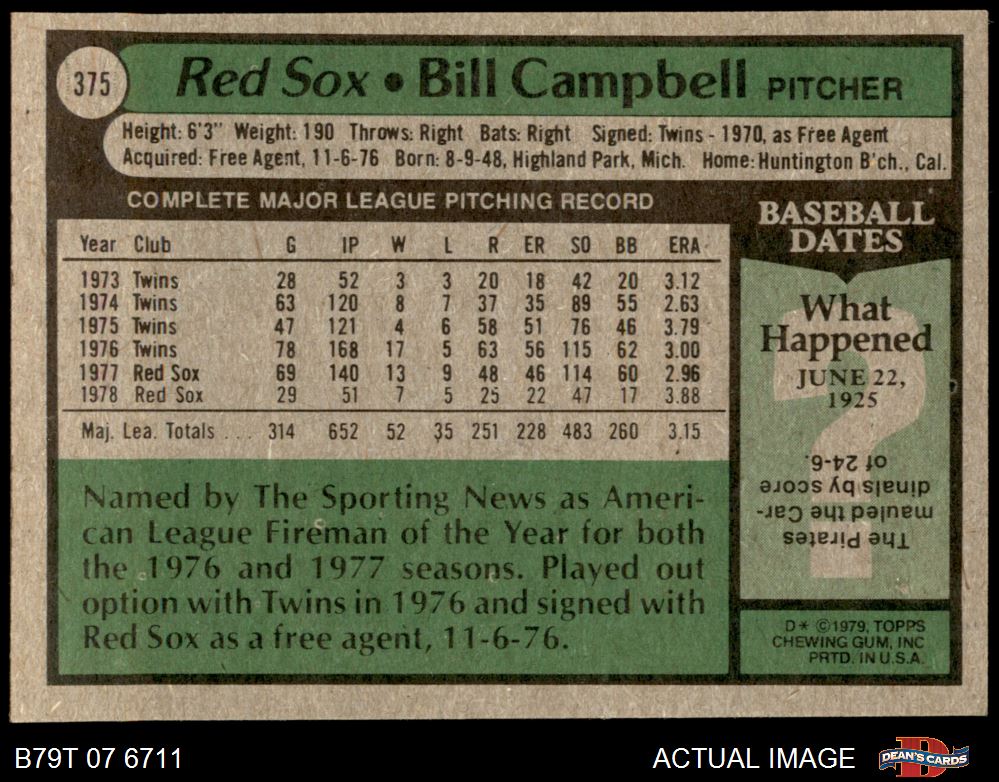 375
Red Sox • Bill Campbell PITCHER
Height: 6'3" Weight: 190 Throws: Right Bats: Right Signed: Twins - 1970, as Free Agent
Acquired: Free Agent, 11-6-76 Born: 8-9-48, Highland Park, Mich. Home: Huntington B'ch., Cal.
COMPLETE MAJOR LEAGUE PITCHING RECORD
Year Club G IP W L R ER SO BB ERA
1973 Twins 28 52 3 3 20 18 42 20 3.12
1974 Twins 63 120 8 7 37 35 89 55 2.63
1975 Twins 47 121 4 6 58 51 76 46 3.79
1976 Twins 78 168 17 5 63 56 115 62 3.00
1977 Red Sox 69 140 13 9 48 46 114 60 2.96
1978 Red Sox 29 51 7 5 25 22 47 17 3.88
Maj. Lea. Totals ... 314 652 52 35 251 228 483 260 3.15
Named by The Sporting News as Ameri-
can League Fireman of the Year for both
the 1976 and 1977 seasons. Played out
option with Twins in 1976 and signed with
Red Sox as a free agent, 11-6-76.
BASEBALL
DATES
What
Happened
JUNE 22,
1925
?
The Pirates
mauled the Car-
dinals by score
of 24-6.
D* ©1979, TOPPS
CHEWING GUM, INC
PRTD. IN U.S.A.
B79T 07 6711
ACTUAL IMAGE
D
DEAN'S CARDS